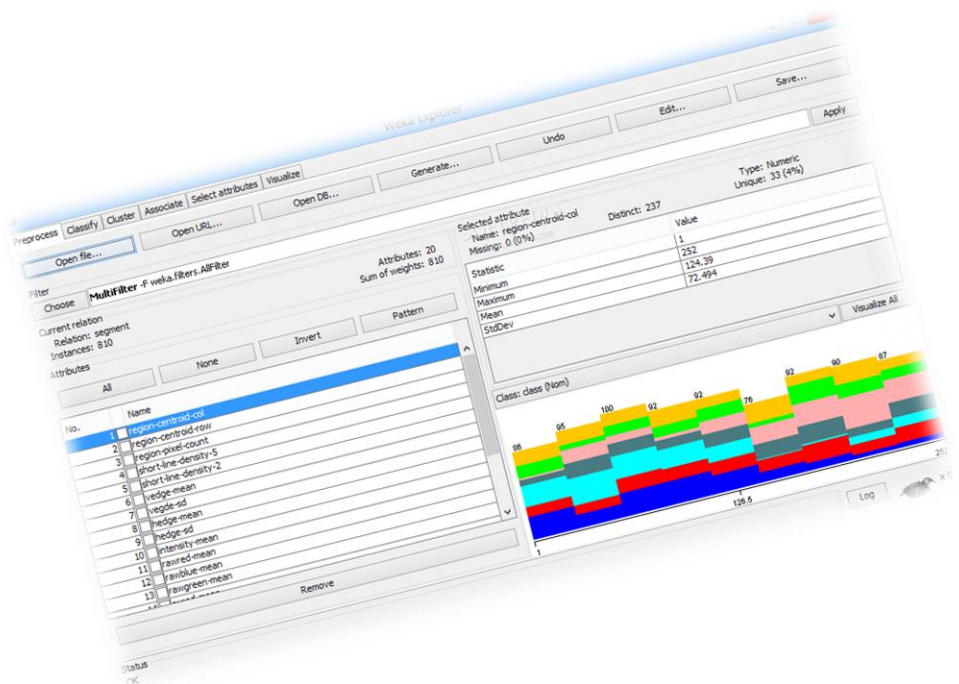 Weka Explorer
Preprocess Classify Cluster Associate Select attributes Visualize
Open file... Open URL... Open DB... Generate... Undo Edit... Save...
Filter
Choose MultiFilter -F weka.filters.AllFilter Apply
Current relation
Relation: segment Attributes: 20
Instances: 810 Sum of weights: 810
Attributes
All None Invert Pattern
No. Name
1 region-centroid-col
2 region-centroid-row
3 region-pixel-count
4 short-line-density-5
5 short-line-density-2
6 vedge-mean
7 vegde-sd
8 hedge-mean
9 hedge-sd
10 intensity-mean
11 rawred-mean
12 rawblue-mean
13 rawgreen-mean
Remove
Status
OK
Selected attribute
Name: region-centroid-col Type: Numeric
Missing: 0 (0%) Distinct: 237 Unique: 33 (4%)
Statistic Value
Minimum 1
Maximum 252
Mean 124.39
StdDev 72.494
Class: class (Nom) Visualize All
86 95 100 92 92 76 92 90 87
1 126.5 252
Log x 0